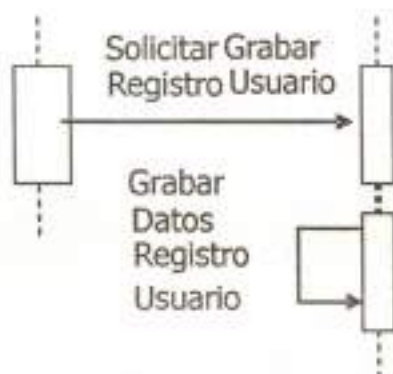 Solicitar Grabar
Registro Usuario
Grabar
Datos
Registro
Usuario